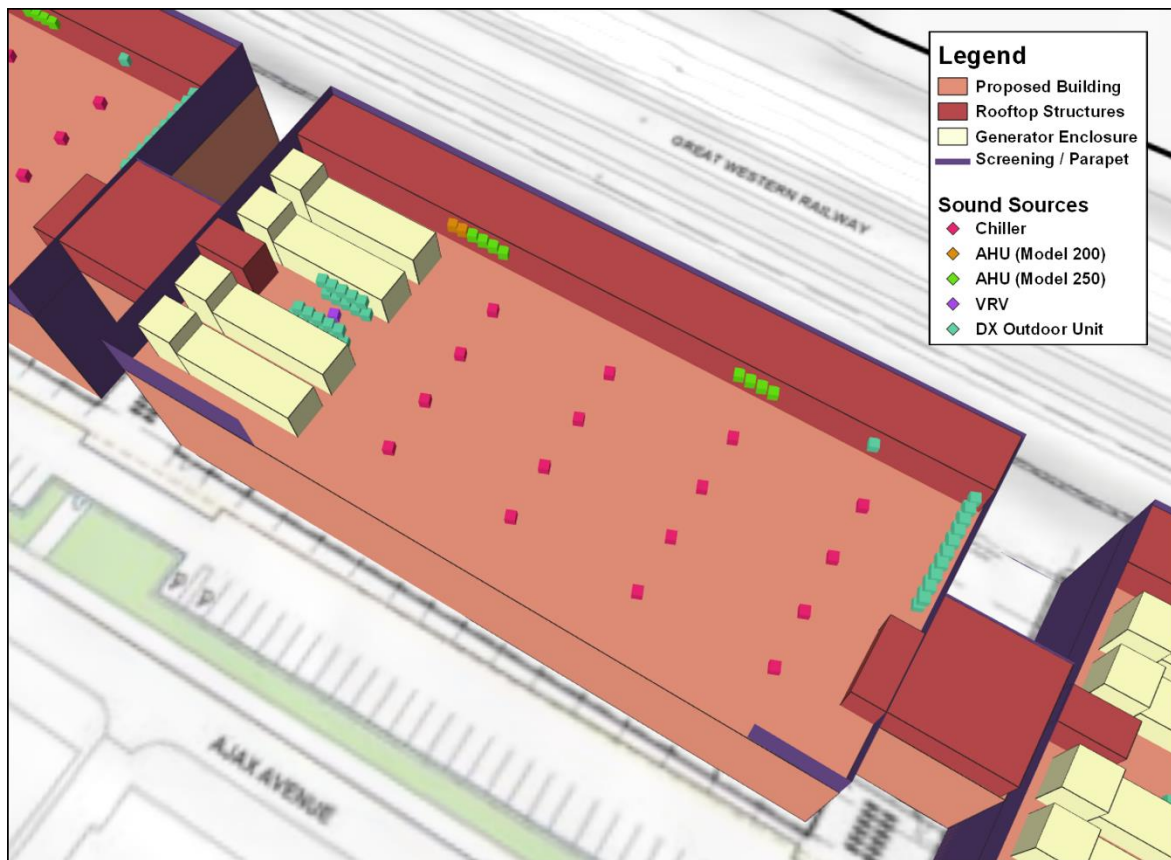 GREAT WESTERN RAILWAY
Legend
Proposed Building
Rooftop Structures
Generator Enclosure
Screening / Parapet
Sound Sources
Chiller
AHU (Model 200)
AHU (Model 250)
VRV
DX Outdoor Unit
P P
AJAX AVENUE